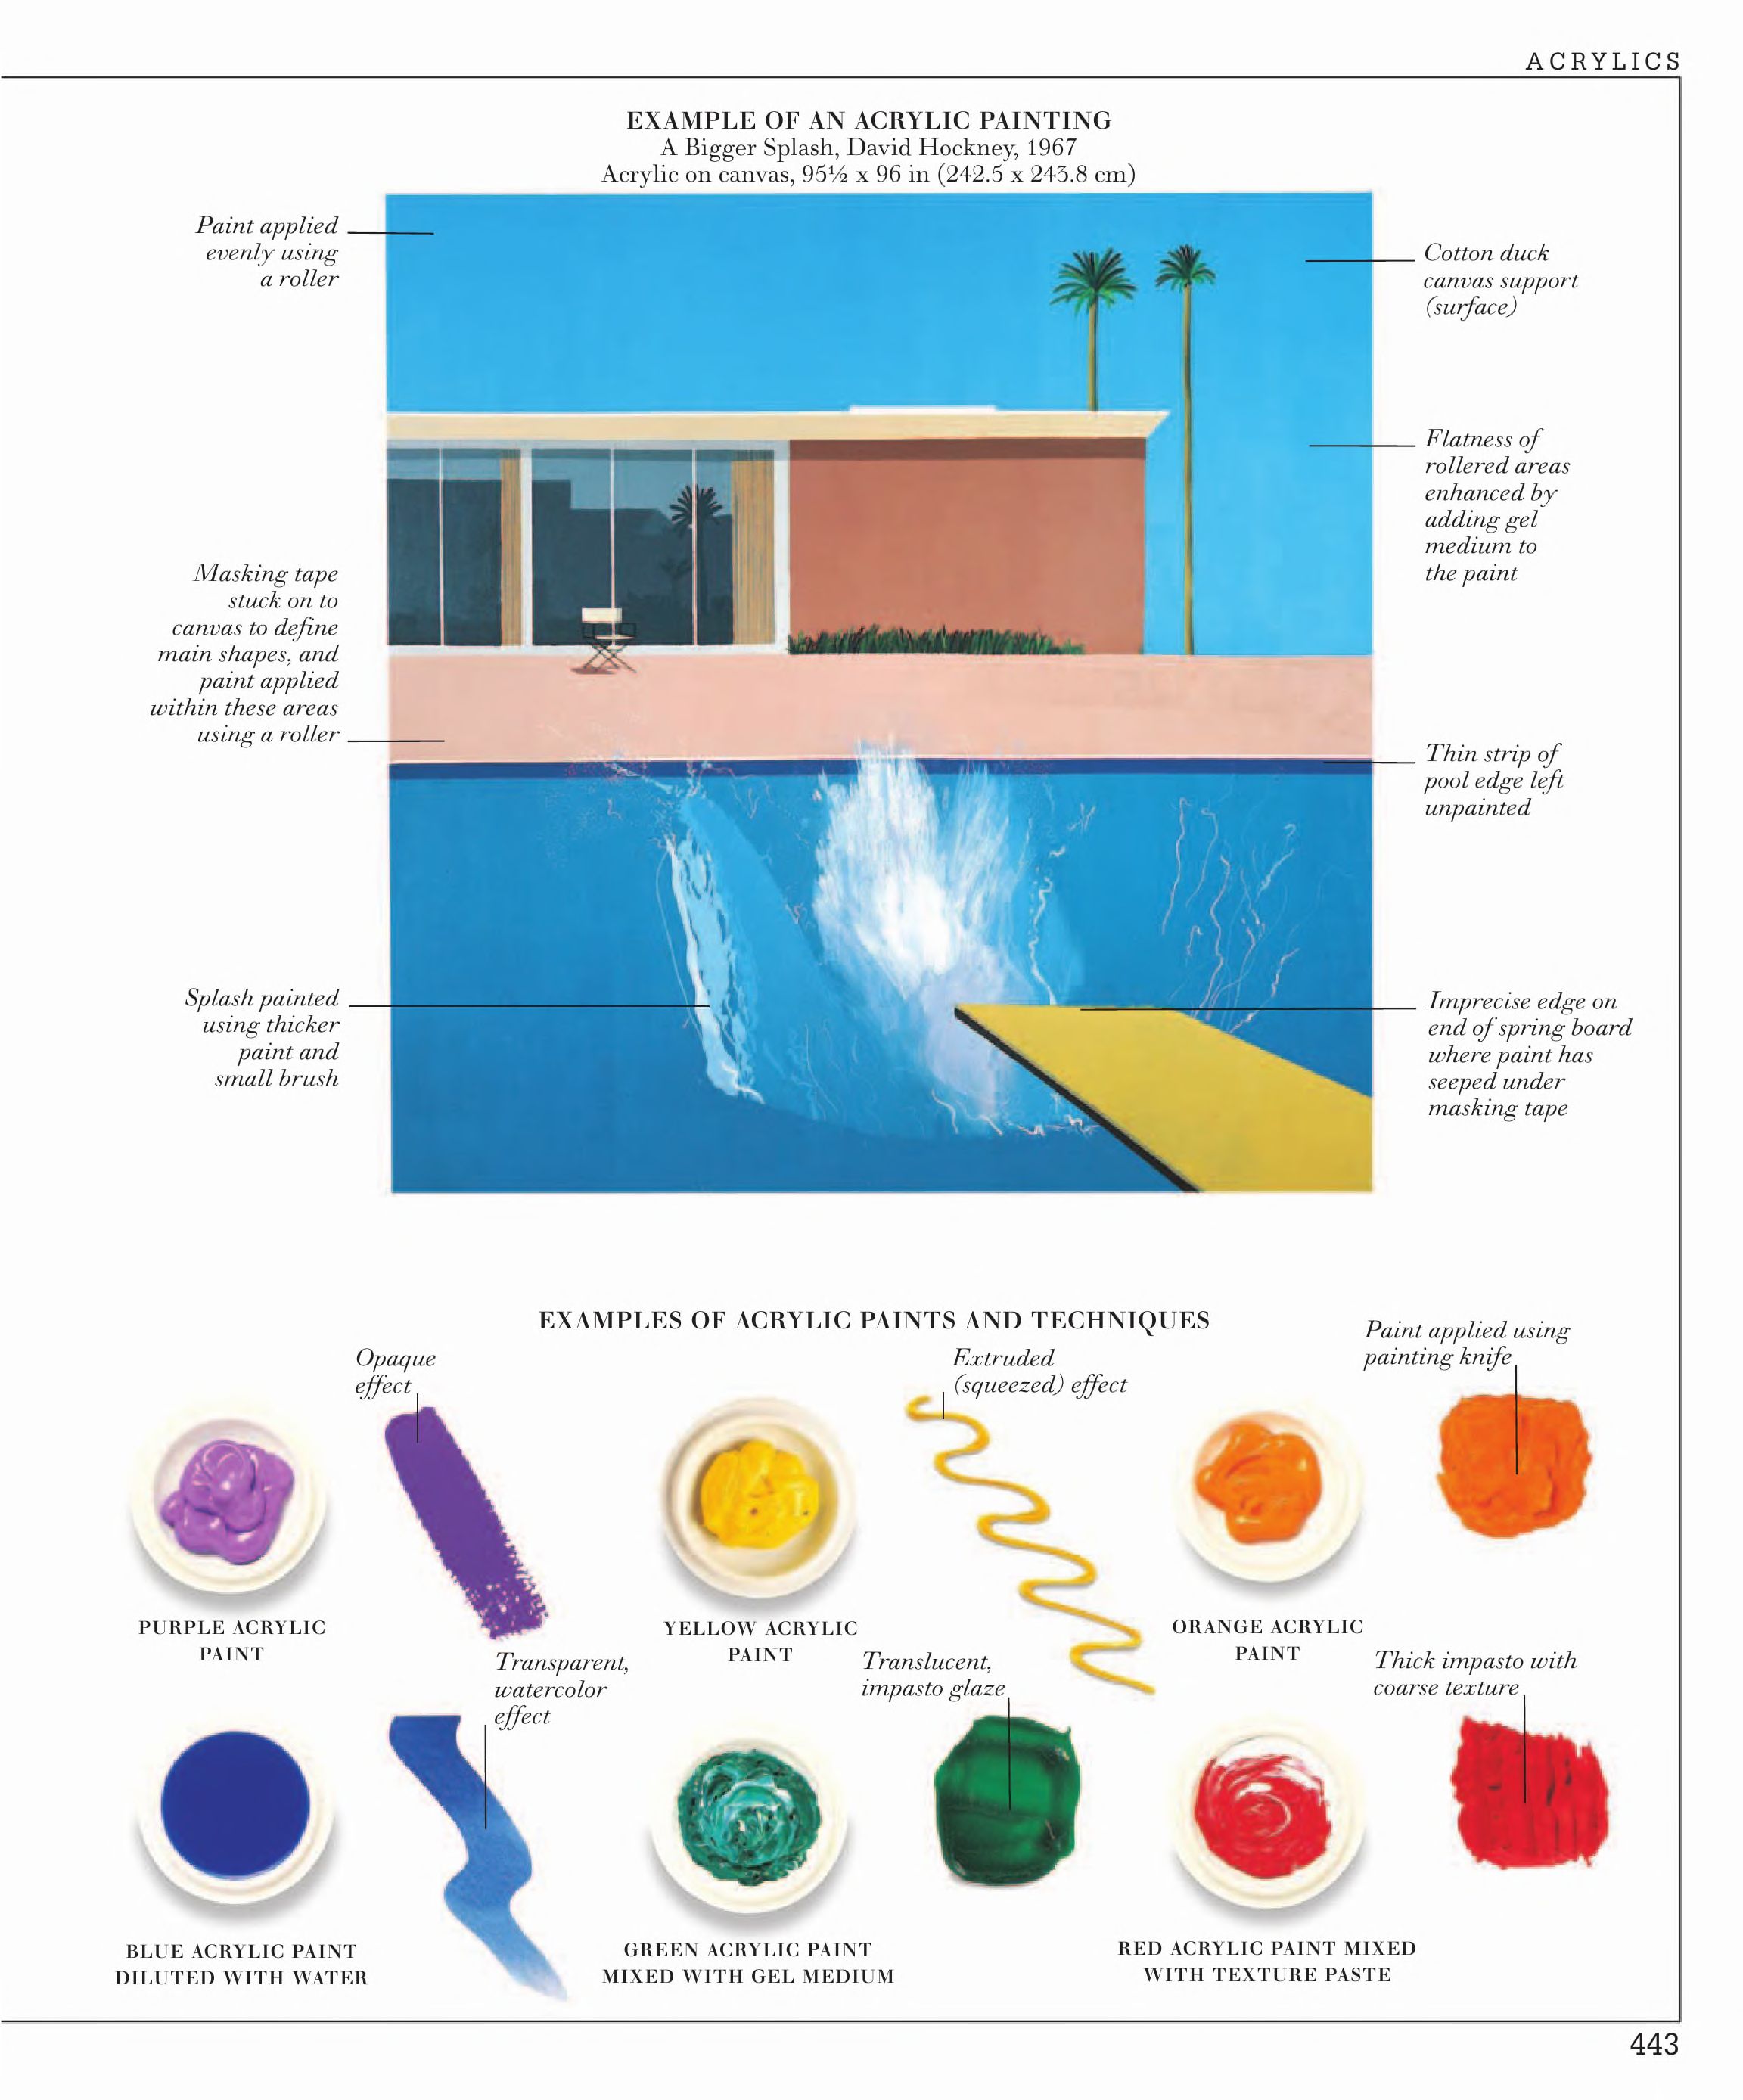 ACRYLICS
EXAMPLE OF AN ACRYLIC PAINTING
A Bigger Splash, David Hockney, 1967
Acrylic on canvas, 95½ x 96 in (242.5 x 243.8 cm)
Paint applied
evenly using
a roller
Cotton duck
canvas support
(surface)
Flatness of
rollered areas
enhanced by
adding gel
medium to
the paint
Masking tape
stuck on to
canvas to define
main shapes, and
paint applied
within these areas
using a roller
Thin strip of
pool edge left
unpainted
Splash painted
using thicker
paint and
small brush
Imprecise edge on
end of spring board
where paint has
seeped under
masking tape
EXAMPLES OF ACRYLIC PAINTS AND TECHNIQUES
Opaque
effect
Extruded
(squeezed) effect
Paint applied using
painting knife
PURPLE ACRYLIC
PAINT
YELLOW ACRYLIC
PAINT
ORANGE ACRYLIC
PAINT
Transparent,
watercolor
effect
Translucent,
impasto glaze
Thick impasto with
coarse texture
BLUE ACRYLIC PAINT
DILUTED WITH WATER
GREEN ACRYLIC PAINT
MIXED WITH GEL MEDIUM
RED ACRYLIC PAINT MIXED
WITH TEXTURE PASTE
443